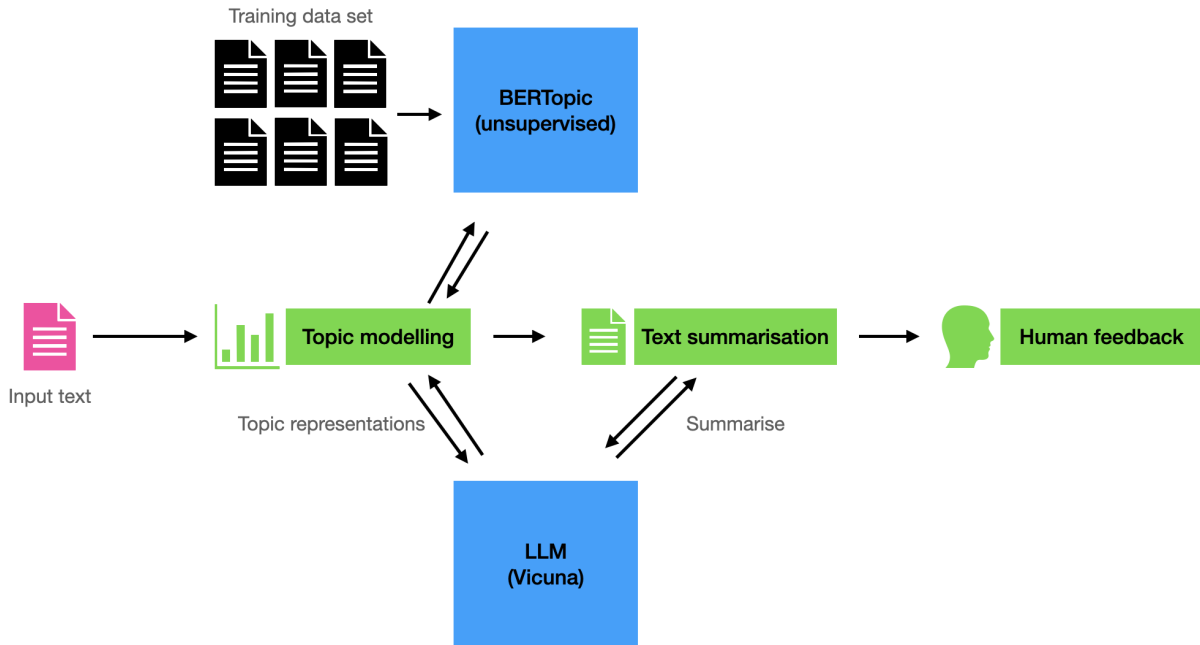 Training data set
BERTopic
(unsupervised)
Input text
Topic modelling
Text summarisation
Human feedback
Topic representations
Summarise
LLM
(Vicuna)